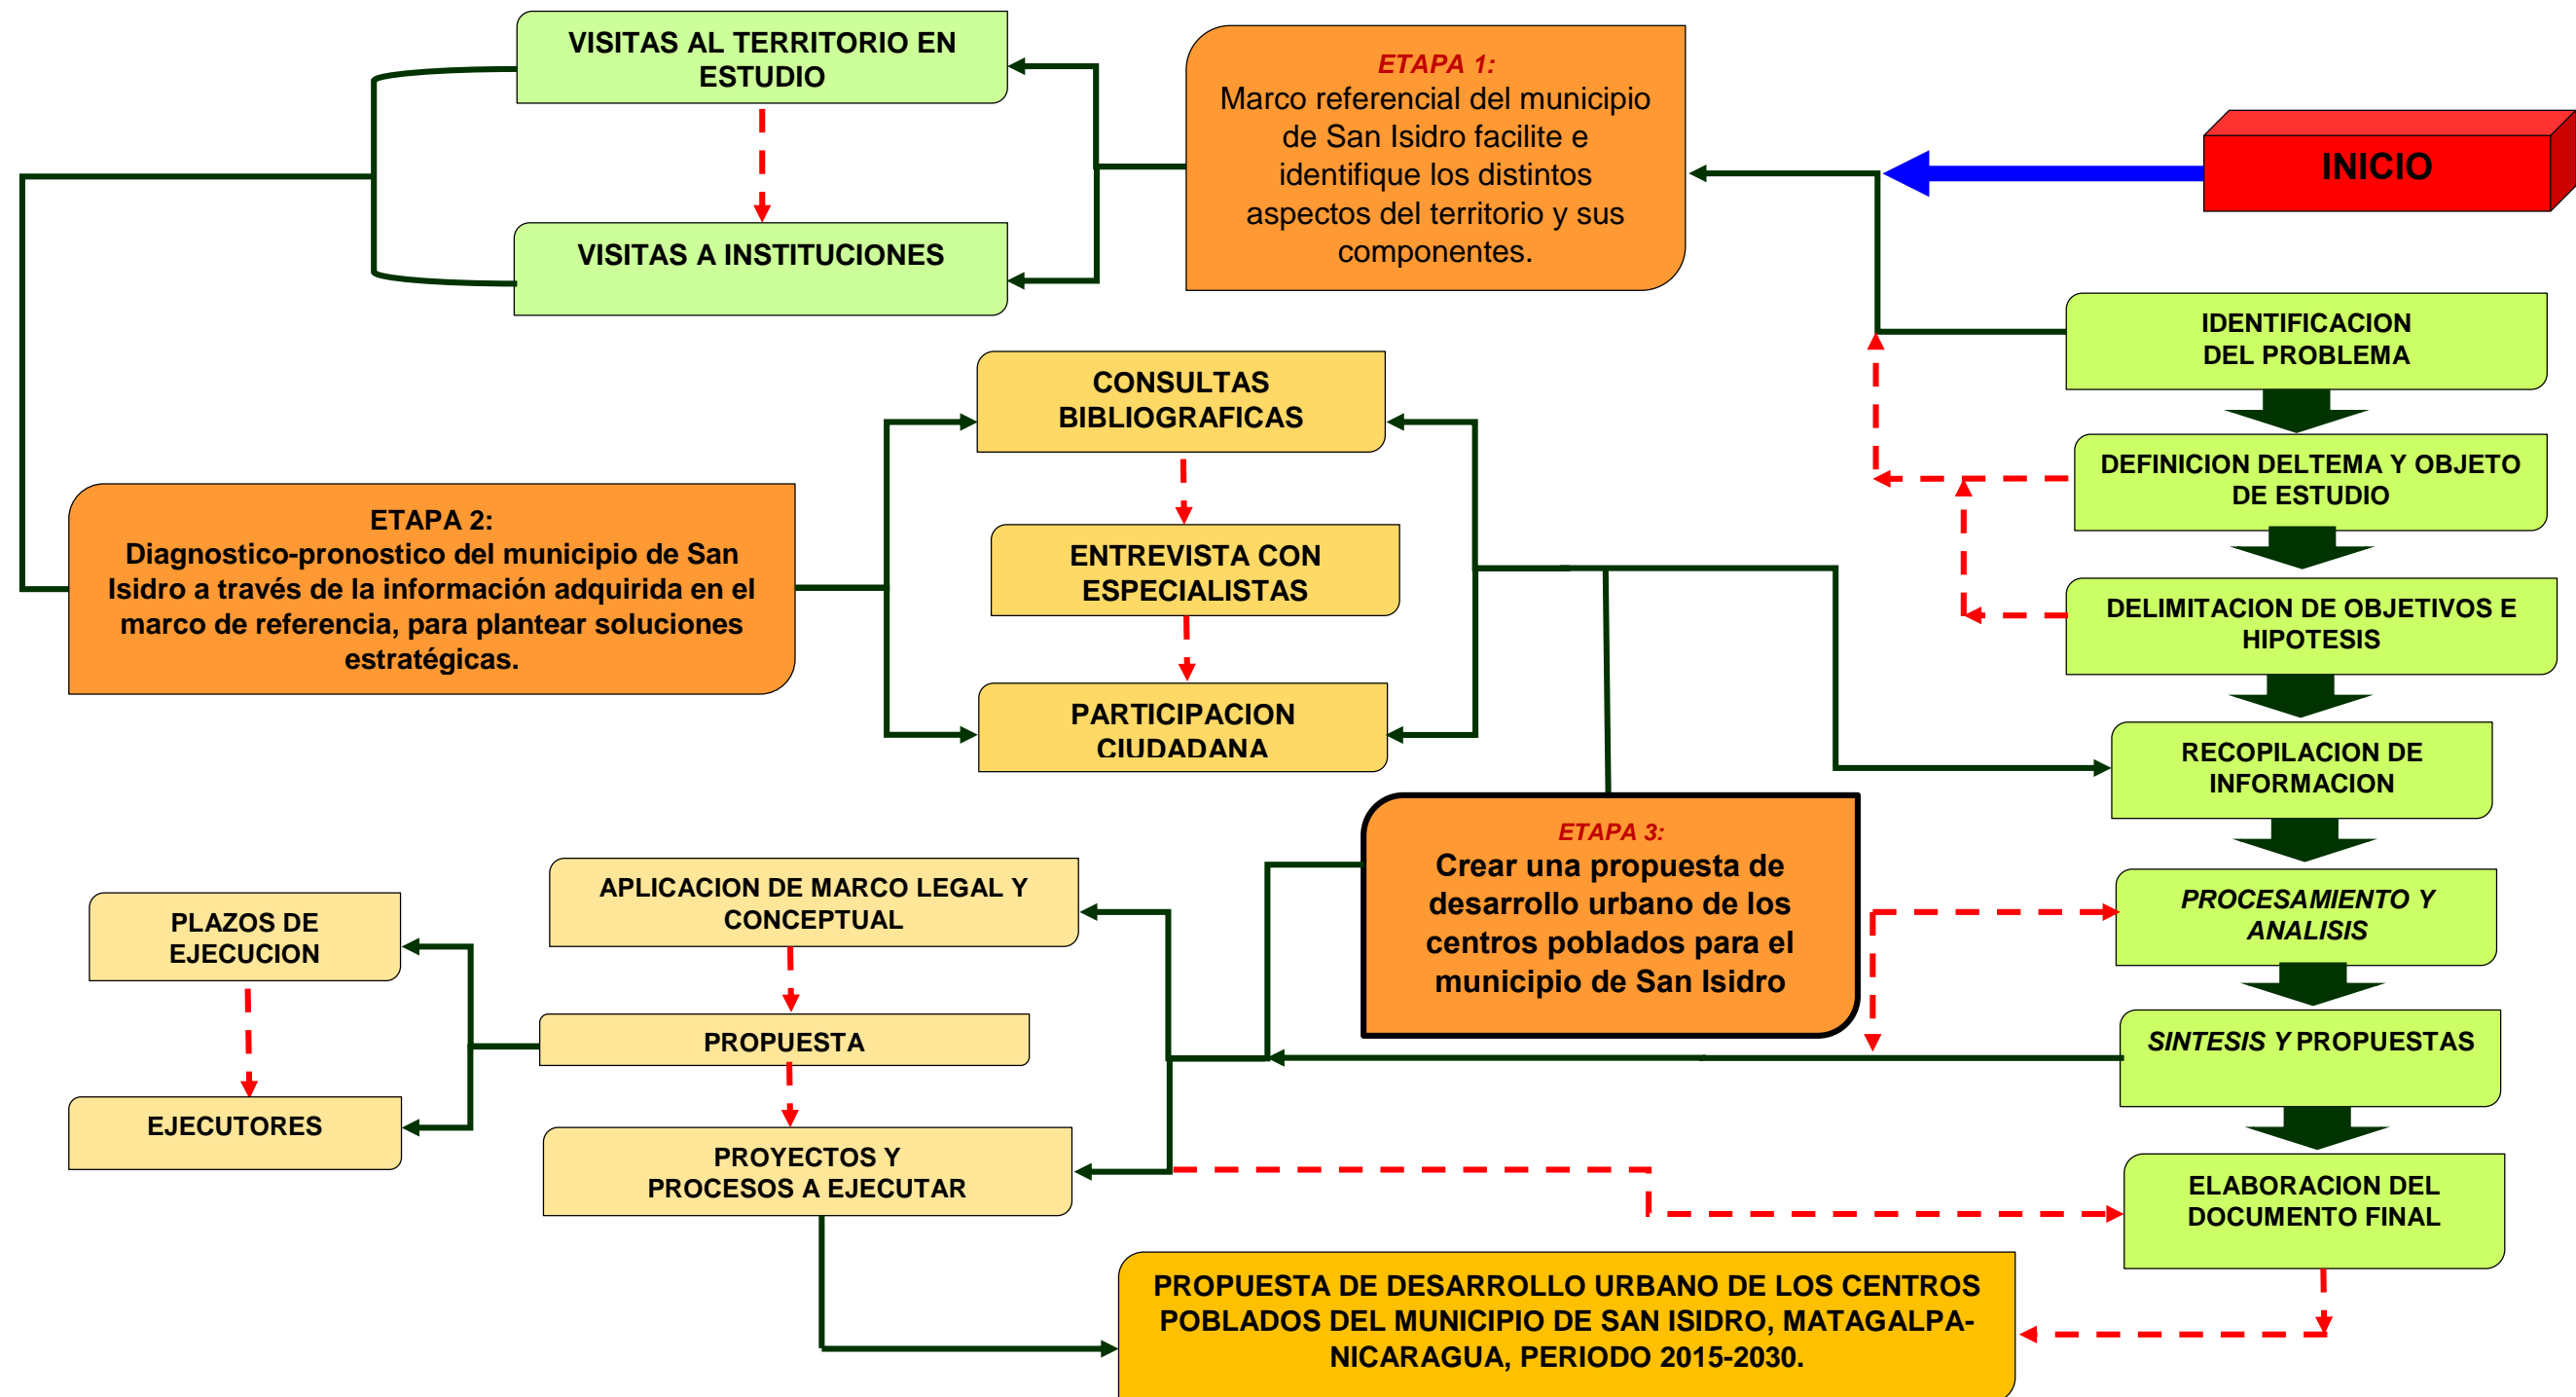 VISITAS AL TERRITORIO EN
ESTUDIO
VISITAS A INSTITUCIONES
ETAPA 1:
Marco referencial del municipio
de San Isidro facilite e
identifique los distintos
aspectos del territorio y sus
componentes.
INICIO
IDENTIFICACION
DEL PROBLEMA
DEFINICION DELTEMA Y OBJETO
DE ESTUDIO
DELIMITACION DE OBJETIVOS E
HIPOTESIS
RECOPILACION DE
INFORMACION
PROCESAMIENTO Y
ANALISIS
SINTESIS Y PROPUESTAS
ELABORACION DEL
DOCUMENTO FINAL
CONSULTAS
BIBLIOGRAFICAS
ENTREVISTA CON
ESPECIALISTAS
PARTICIPACION
CIUDADANA
ETAPA 2:
Diagnostico-pronostico del municipio de San
Isidro a través de la información adquirida en el
marco de referencia, para plantear soluciones
estratégicas.
ETAPA 3:
Crear una propuesta de
desarrollo urbano de los
centros poblados para el
municipio de San Isidro
APLICACION DE MARCO LEGAL Y
CONCEPTUAL
PROPUESTA
PROYECTOS Y
PROCESOS A EJECUTAR
PLAZOS DE
EJECUCION
EJECUTORES
PROPUESTA DE DESARROLLO URBANO DE LOS CENTROS
POBLADOS DEL MUNICIPIO DE SAN ISIDRO, MATAGALPA-
NICARAGUA, PERIODO 2015-2030.